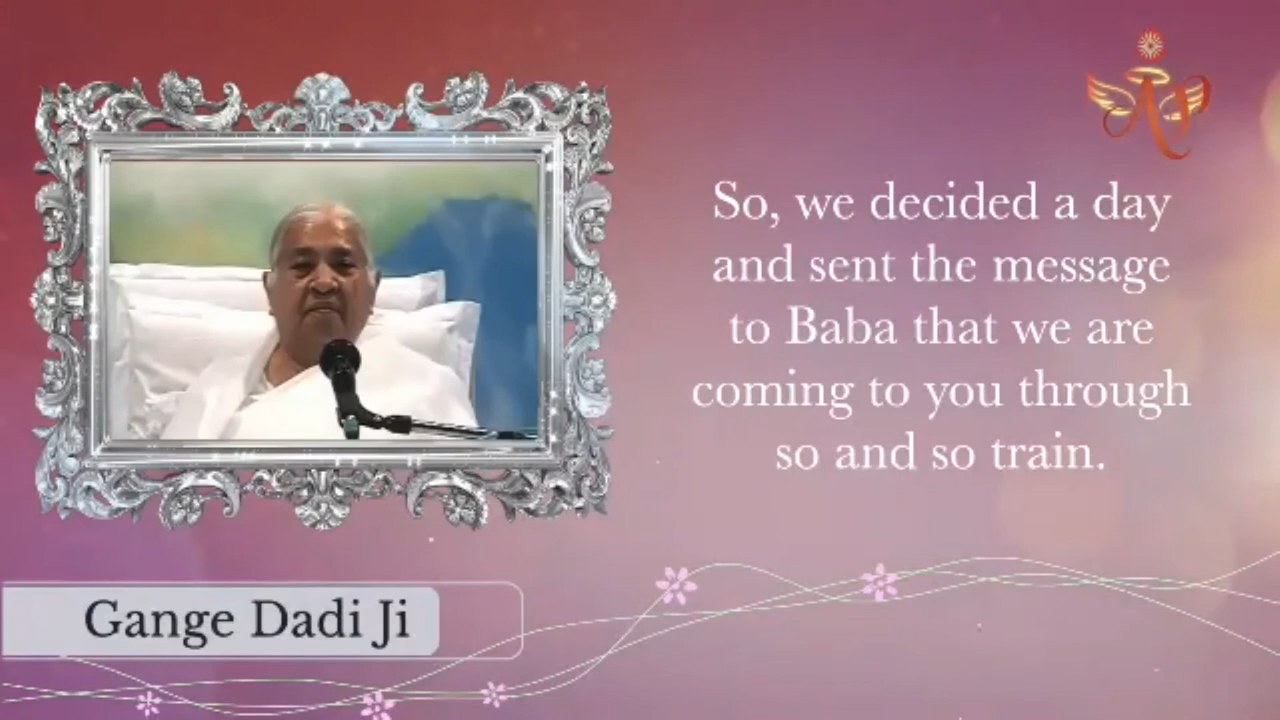 AP
So, we decided a day
and sent the message
to Baba that we are
coming to you through
so and so train.
Gange Dadi Ji